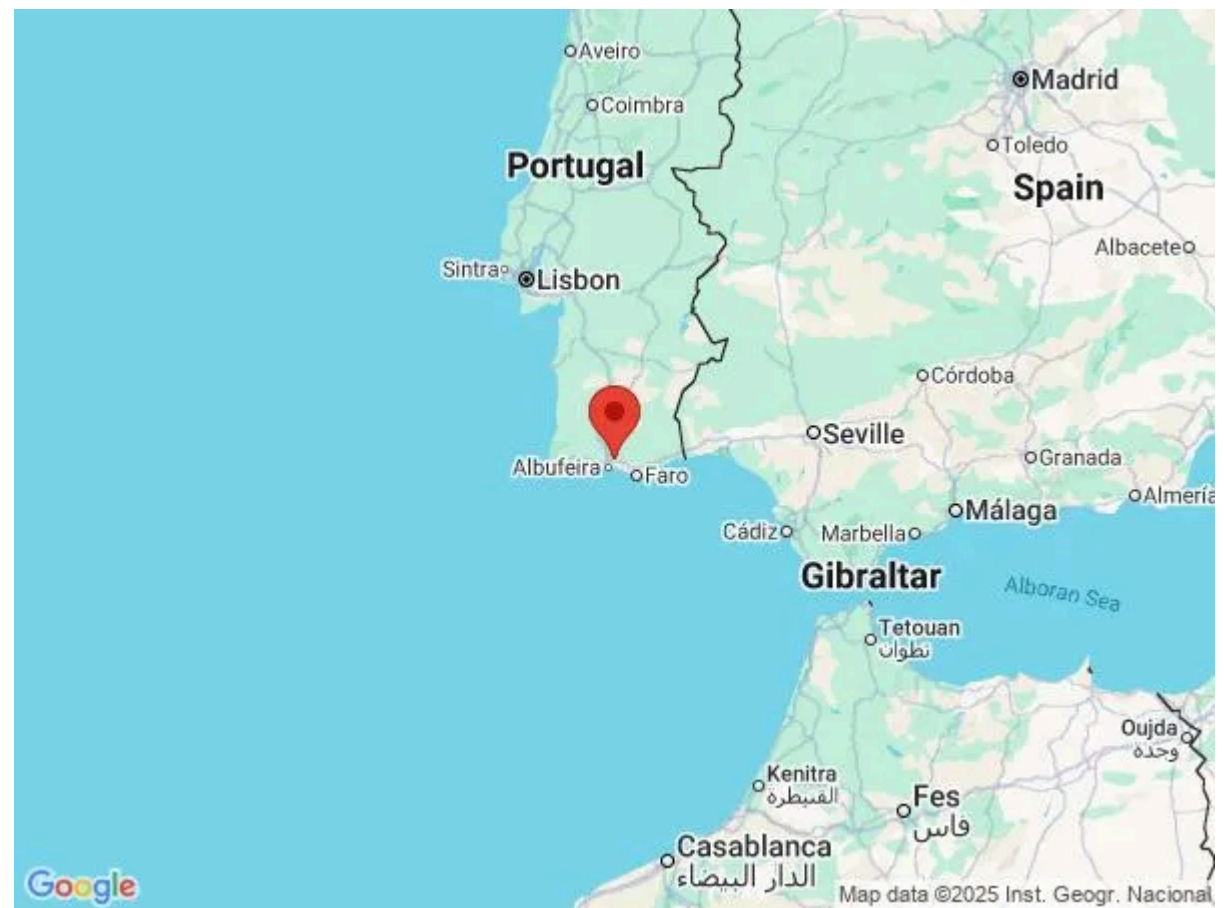 Aveiro
Madrid
Coimbra
Toledo
Portugal
Spain
Albacete
Sintra
Lisbon
Córdoba
Seville
Granada
Albufeira
Faro
Almería
Málaga
Cádiz
Marbella
Gibraltar
Alboran Sea
Tetouan
تطوان
Oujda
وجدة
Kenitra
القنيطرة
Fes
فاس
Casablanca
الدار البيضاء
Google
Map data ©2025 Inst. Geogr. Nacional